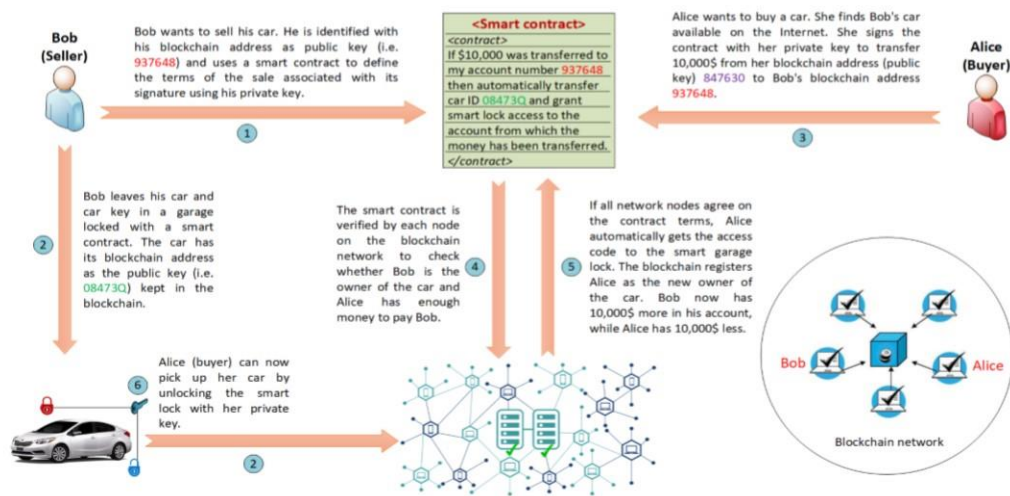 Bob
(Seller)
Bob wants to sell his car. He is identified with
his blockchain address as public key (i.e.
937648) and uses a smart contract to define
the terms of the sale associated with its
signature using his private key.
1
<Smart contract>
<contract>
If $10,000 was transferred to
my account number 937648
then automatically transfer
car ID 08473Q and grant
smart lock access to the
account from which the
money has been transferred.
</contract>
Alice wants to buy a car. She finds Bob's car
available on the Internet. She signs the
contract with her private key to transfer
10,000$ from her blockchain address (public
key) 847630 to Bob's blockchain address
937648.
3
Alice
(Buyer)
2
Bob leaves his car and
car key in a garage
locked with a smart
contract. The car has
its blockchain address
as the public key (i.e.
08473Q) kept in the
blockchain.
The smart contract is
verified by each node
on the blockchain
network to check
whether Bob is the
owner of the car and
Alice has enough
money to pay Bob.
4
5
If all network nodes agree on
the contract terms, Alice
automatically gets the access
code to the smart garage
lock. The blockchain registers
Alice as the new owner of
the car. Bob now has
10,000$ more in his account,
while Alice has 10,000$ less.
6
Alice (buyer) can now
pick up her car by
unlocking the smart
lock with her private
key.
2
Bob
Alice
Blockchain network